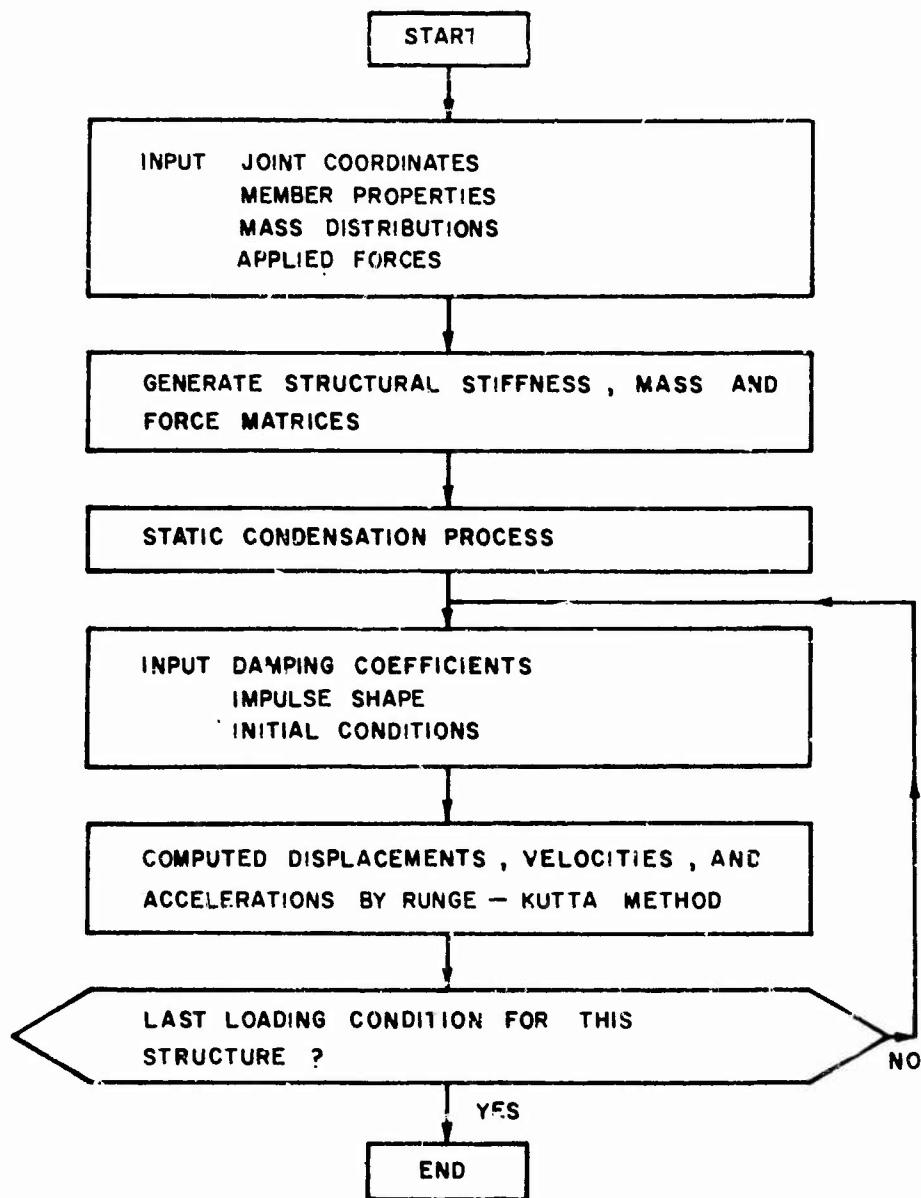 START
INPUT JOINT COORDINATES
MEMBER PROPERTIES
MASS DISTRIBUTIONS
APPLIED FORCES
GENERATE STRUCTURAL STIFFNESS , MASS AND
FORCE MATRICES
STATIC CONDENSATION PROCESS
INPUT DAMPING COEFFICIENTS
IMPULSE SHAPE
INITIAL CONDITIONS
COMPUTED DISPLACEMENTS , VELOCITIES , AND
ACCELERATIONS BY RUNGE – KUTTA METHOD
LAST LOADING CONDITION FOR THIS
STRUCTURE ?
NO
YES
END